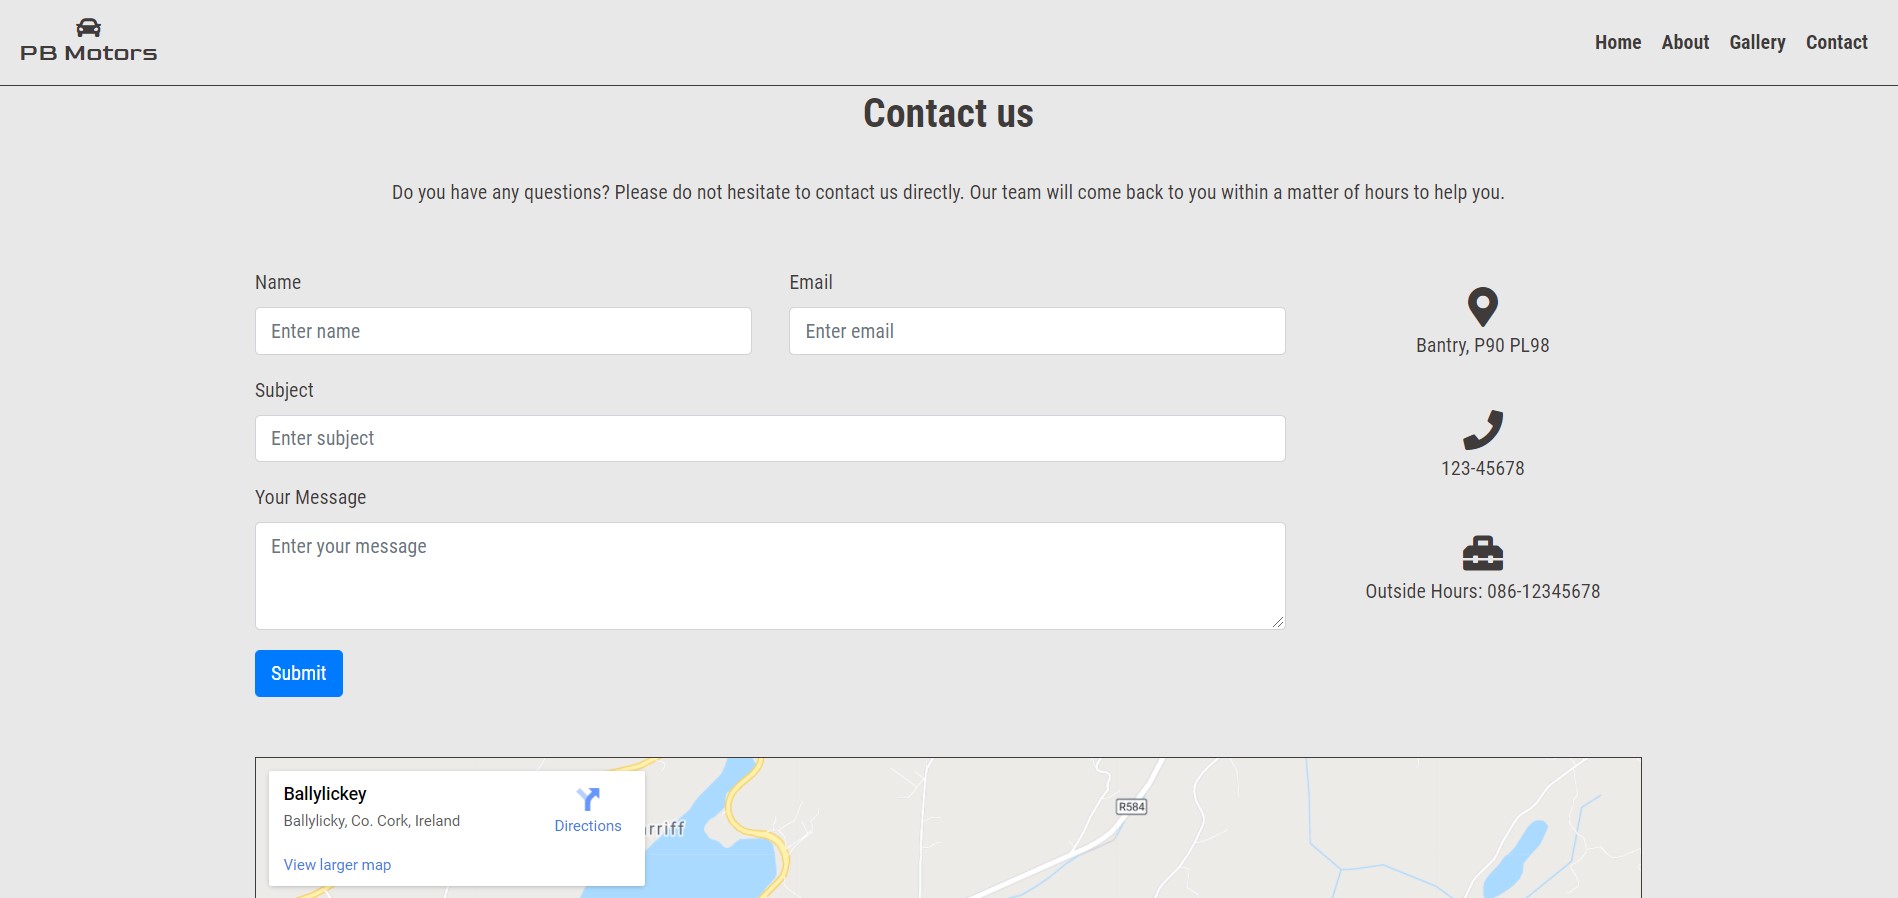 PB Motors
Home About Gallery Contact
Contact us
Do you have any questions? Please do not hesitate to contact us directly. Our team will come back to you within a matter of hours to help you.
Name
Enter name
Email
Enter email
Subject
Enter subject
Your Message
Enter your message
Submit
Bantry, P90 PL98
123-45678
Outside Hours: 086-12345678
Ballylickey
Ballylicky, Co. Cork, Ireland
Directions
View larger map
rriff
R584